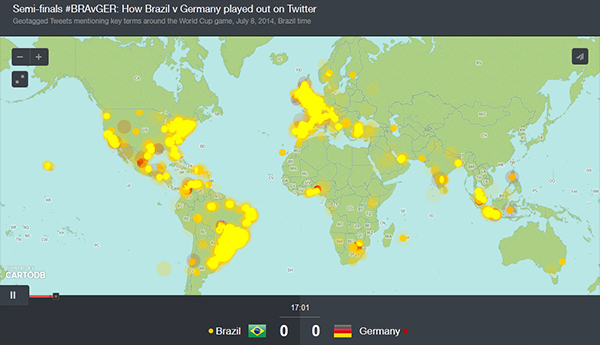 Semi-finals #BRAvGER: How Brazil v Germany played out on Twitter
Geotagged Tweets mentioning key terms around the World Cup game, July 8, 2014, Brazil time
CARTODB
17:01
Brazil 0 0 Germany